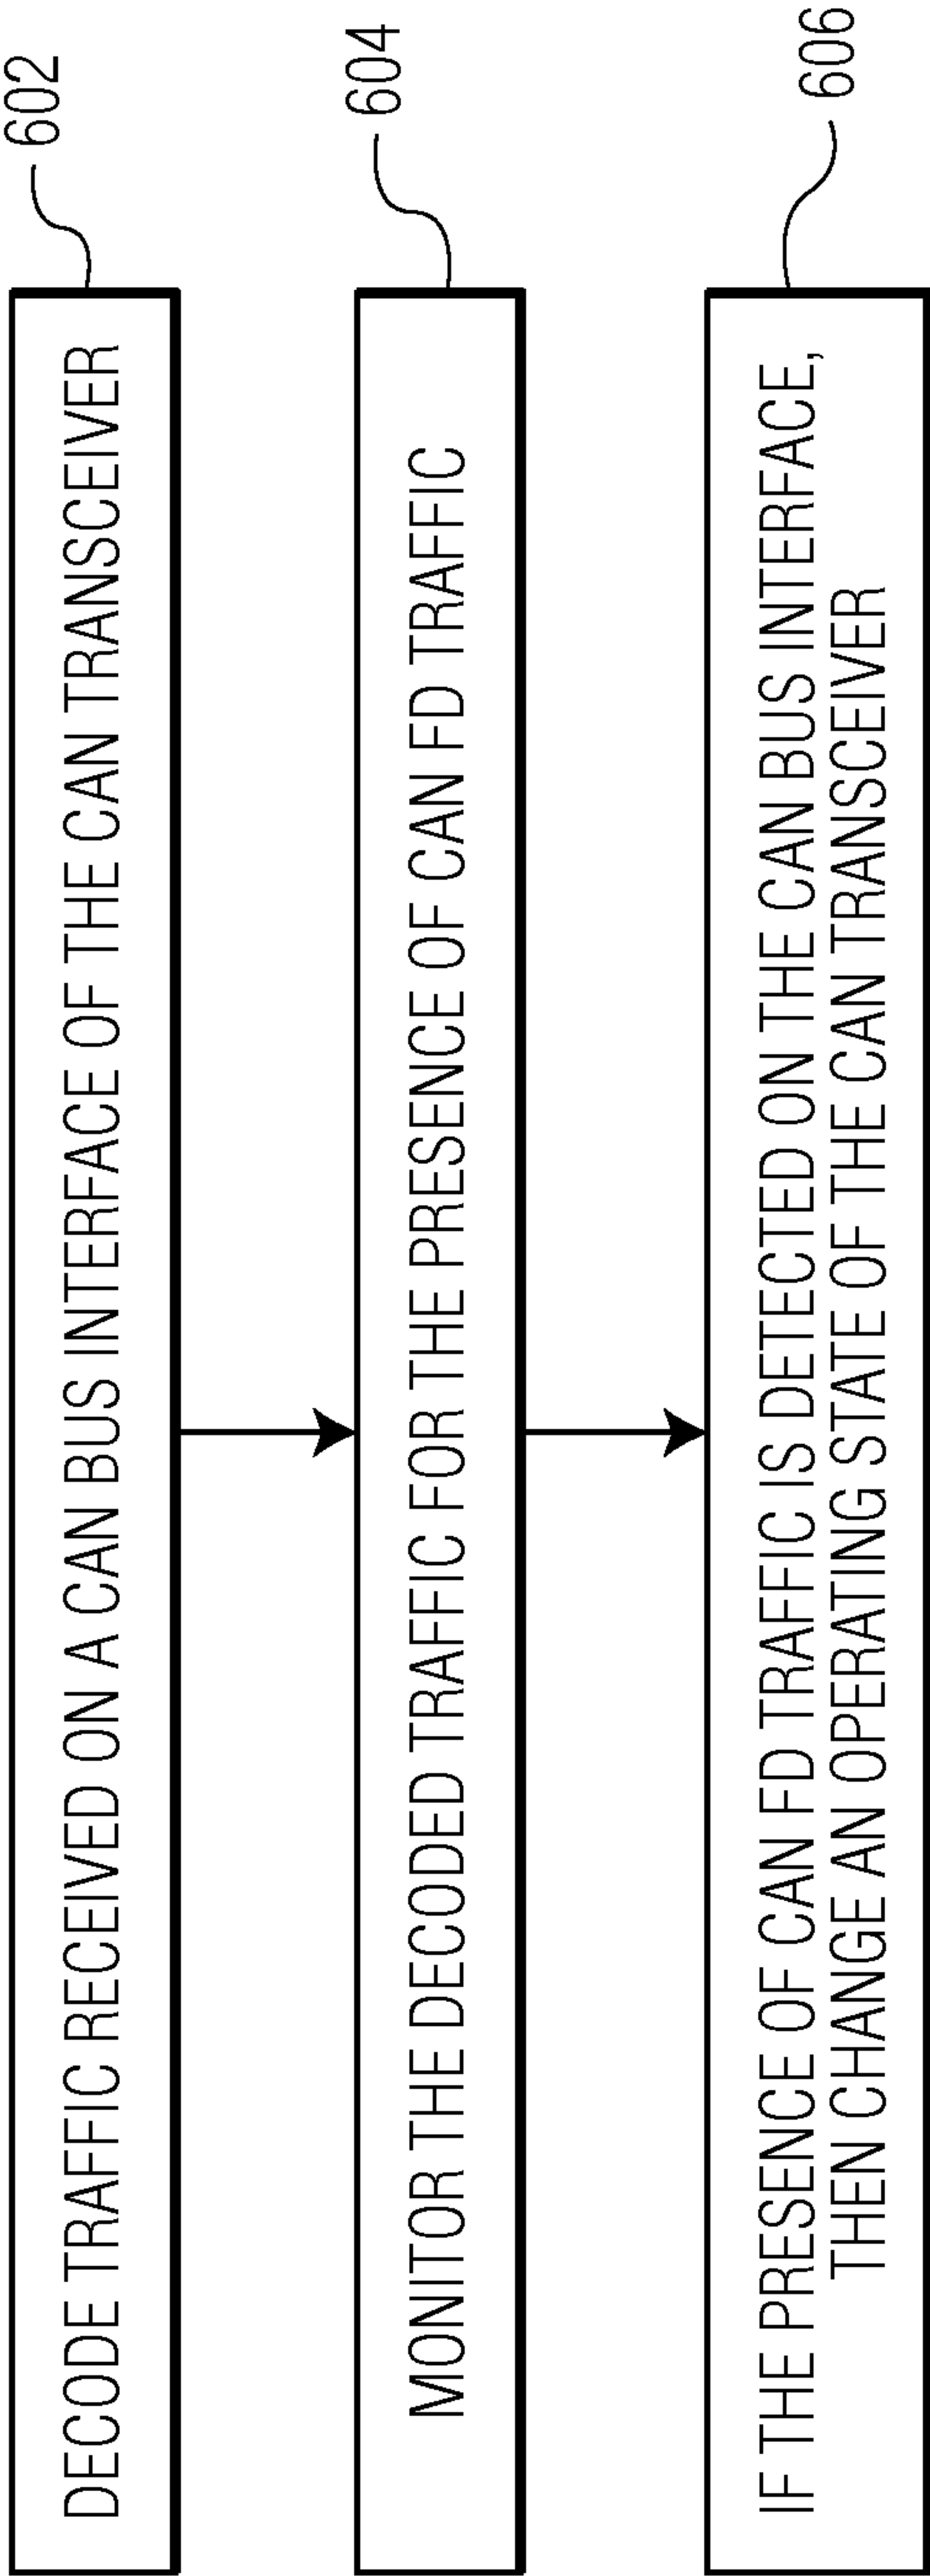 DECODE TRAFFIC RECEIVED ON A CAN BUS INTERFACE OF THE CAN TRANSCEIVER
602
MONITOR THE DECODED TRAFFIC FOR THE PRESENCE OF CAN FD TRAFFIC
604
IF THE PRESENCE OF CAN FD TRAFFIC IS DETECTED ON THE CAN BUS INTERFACE,
THEN CHANGE AN OPERATING STATE OF THE CAN TRANSCEIVER
606